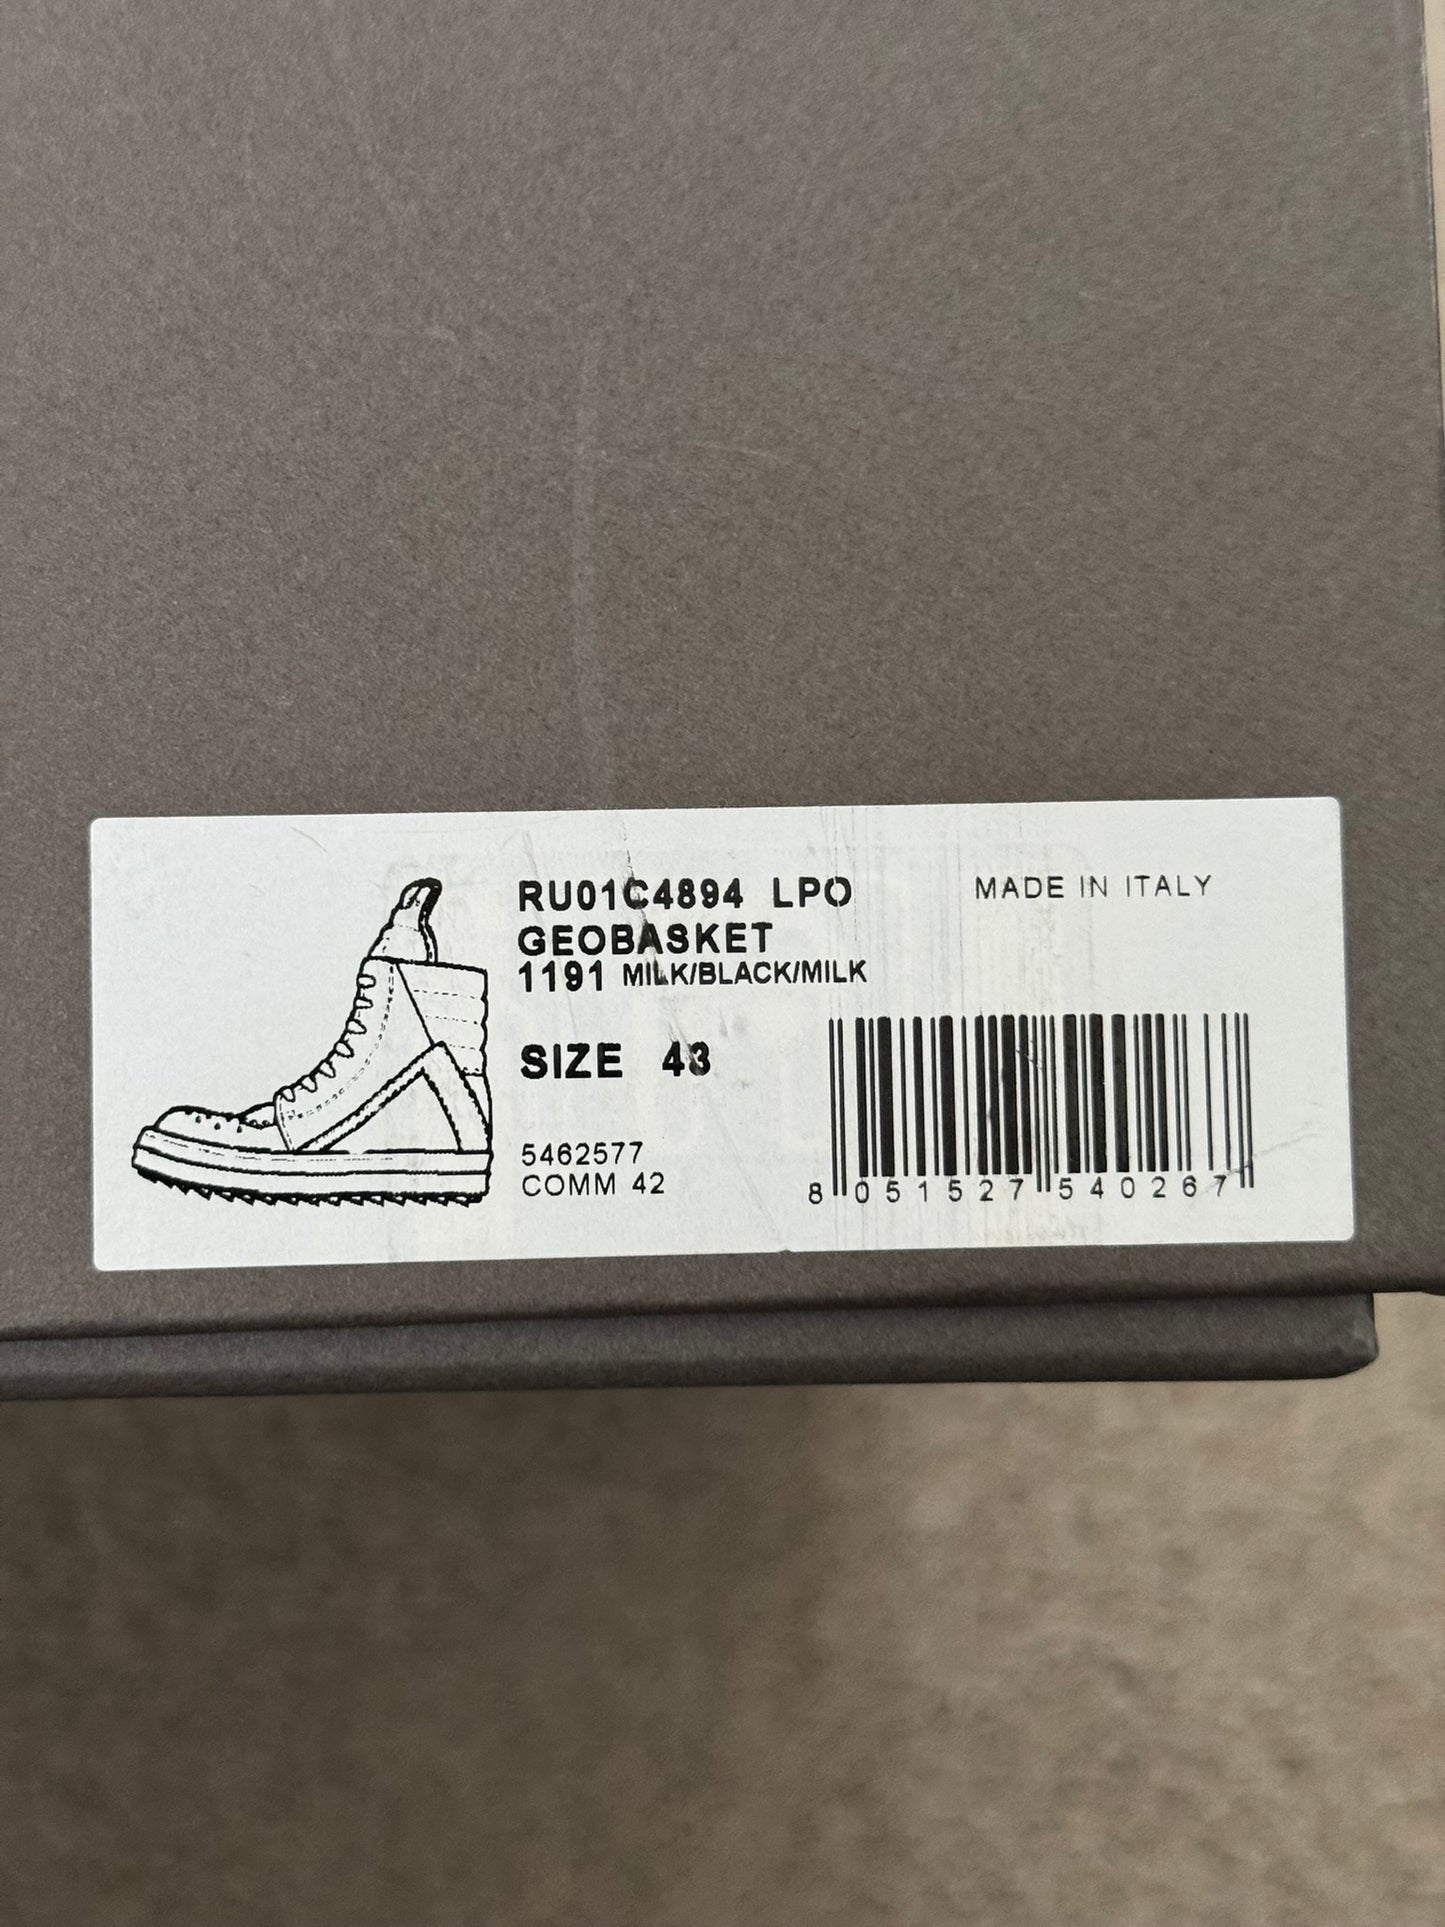 RU01C4894 LPO
MADE IN ITALY
GEOBASKET
1191 MILK/BLACK/MILK
SIZE 43
5462577
COMM 42
8 051527 540267